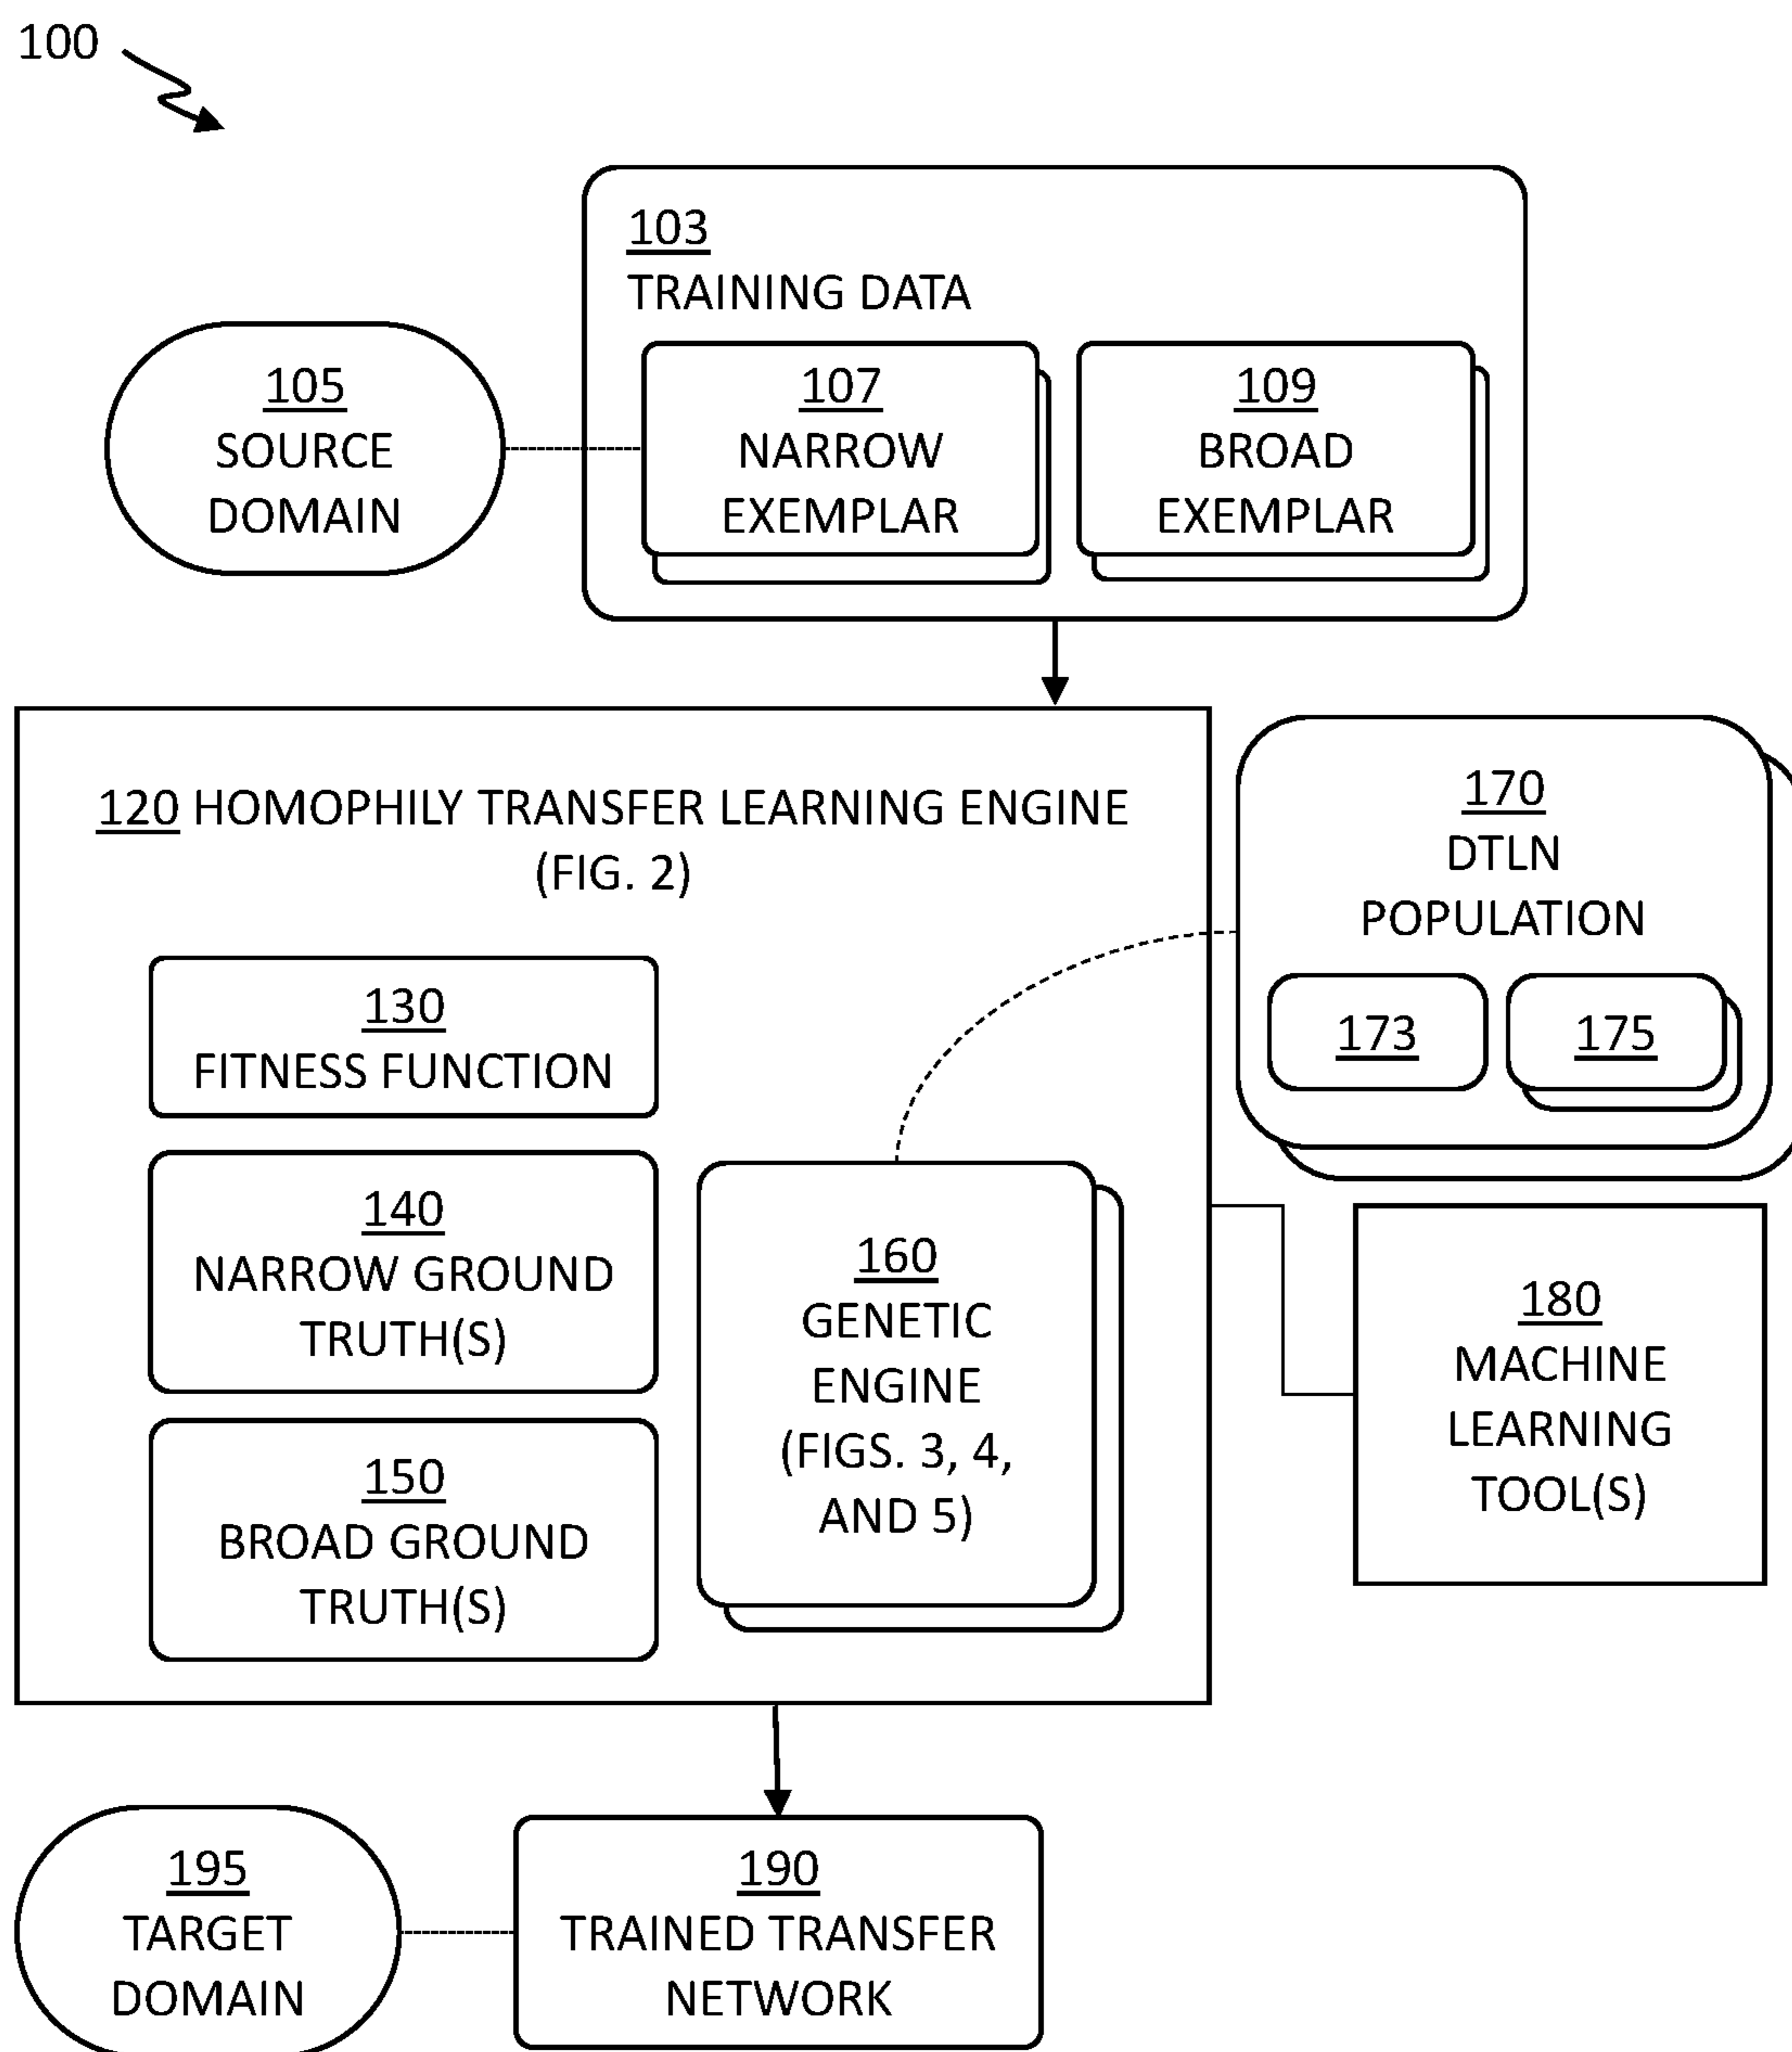 100
103
TRAINING DATA
105
SOURCE
DOMAIN
107
NARROW
EXEMPLAR
109
BROAD
EXEMPLAR
120 HOMOPHILY TRANSFER LEARNING ENGINE
(FIG. 2)
130
FITNESS FUNCTION
140
NARROW GROUND
TRUTH(S)
150
BROAD GROUND
TRUTH(S)
160
GENETIC
ENGINE
(FIGS. 3, 4,
AND 5)
170
DTLN
POPULATION
173
175
180
MACHINE
LEARNING
TOOL(S)
195
TARGET
DOMAIN
190
TRAINED TRANSFER
NETWORK